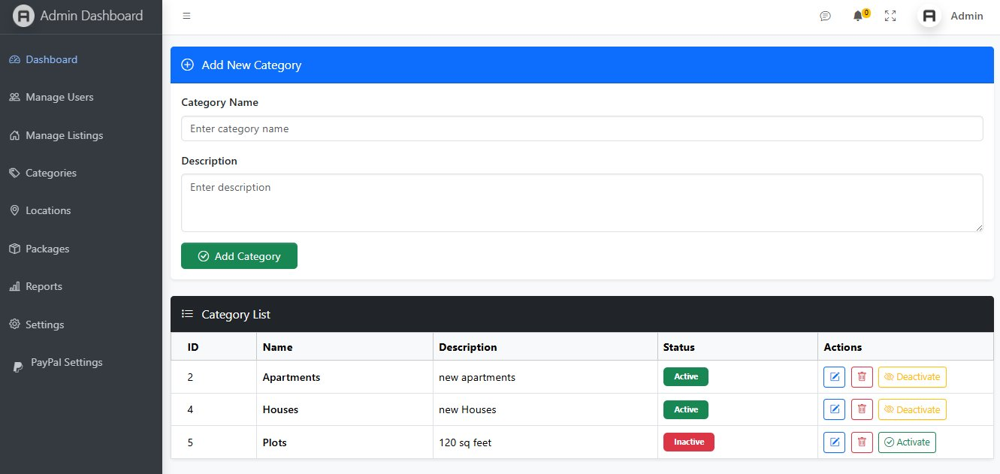 Admin Dashboard
0
Admin
Dashboard
Manage Users
Manage Listings
Categories
Locations
Packages
Reports
Settings
PayPal Settings
Add New Category
Category Name
Enter category name
Description
Enter description
Add Category
Category List
ID Name Description Status Actions
2 Apartments new apartments Active Deactivate
4 Houses new Houses Active Deactivate
5 Plots 120 sq feet Inactive Activate